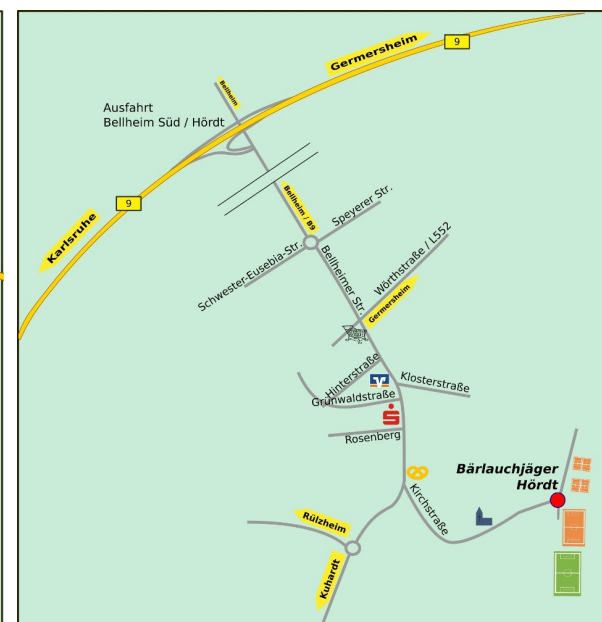 Germersheim
9
Bellheim
Ausfahrt
Bellheim Süd / Hördt
9
Karlsruhe
Bellheim / B9
Speyerer Str.
Schwester-Eusebia-Str.
Bellheimer Str.
Wörthstraße / L552
Germersheim
Hinterstraße
Klosterstraße
Grünwaldstraße
Rosenberg
Bärlauchjäger
Hördt
Kirchstraße
Rülzheim
Kuhardt